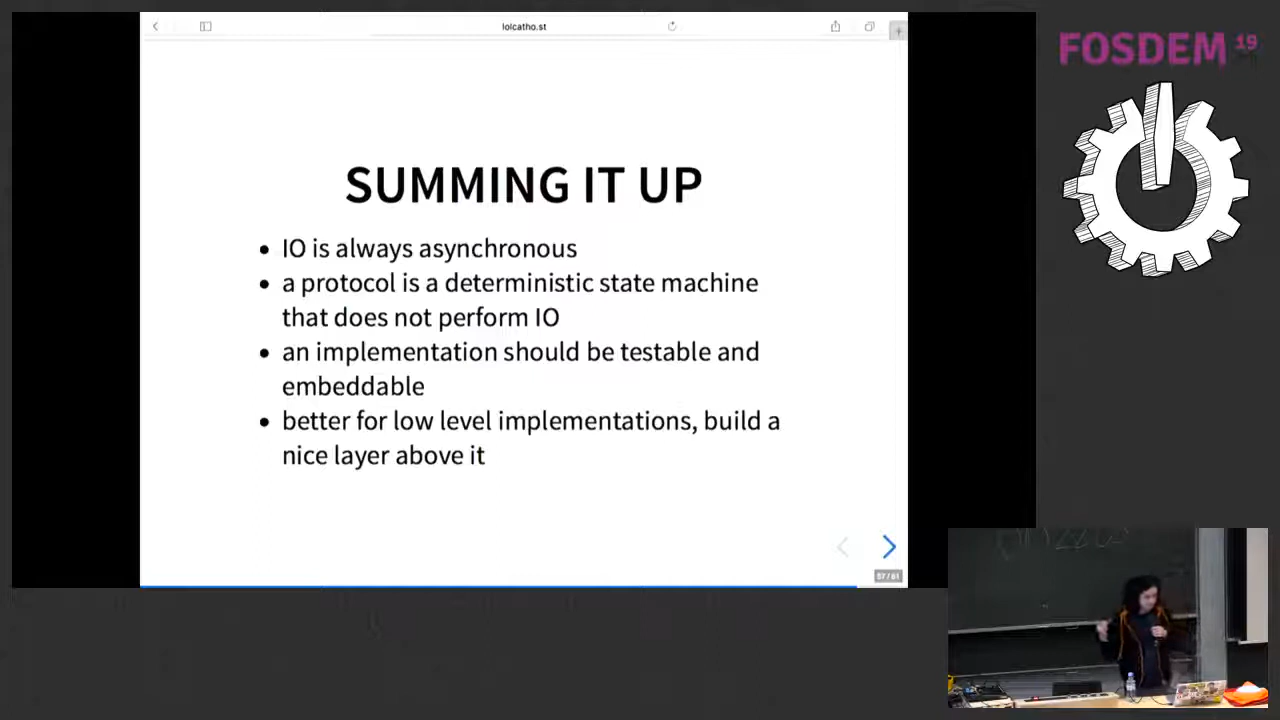 lolcatho.st
FOSDEM 19
SUMMING IT UP
IO is always asynchronous
a protocol is a deterministic state machine
that does not perform IO
an implementation should be testable and
embeddable
better for low level implementations, build a
nice layer above it
57 / 61